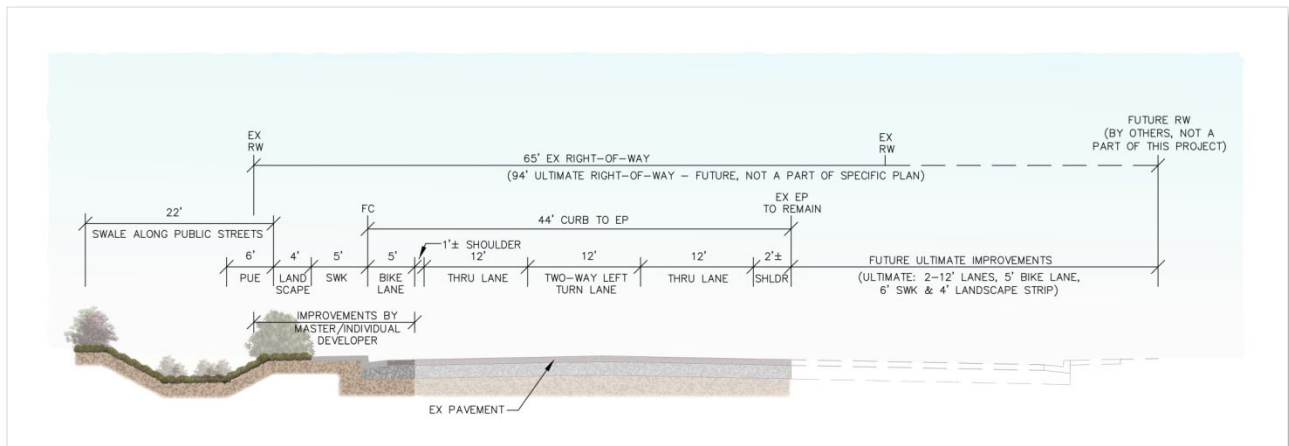 FUTURE RW
(BY OTHERS, NOT A
PART OF THIS PROJECT)
EX
RW
EX
RW
65' EX RIGHT-OF-WAY
(94' ULTIMATE RIGHT-OF-WAY - FUTURE, NOT A PART OF SPECIFIC PLAN)
EX EP
TO REMAIN
22'
FC
44' CURB TO EP
SWALE ALONG PUBLIC STREETS
1'± SHOULDER
6'
4'
5'
5'
12'
12'
12'
2'±
FUTURE ULTIMATE IMPROVEMENTS
PUE
LAND
SCAPE
SWK
BIKE
LANE
THRU LANE
TWO-WAY LEFT
TURN LANE
THRU LANE
SHLDR
(ULTIMATE: 2-12' LANES, 5' BIKE LANE,
6' SWK & 4' LANDSCAPE STRIP)
IMPROVEMENTS BY
MASTER/INDIVIDUAL
DEVELOPER
EX PAVEMENT